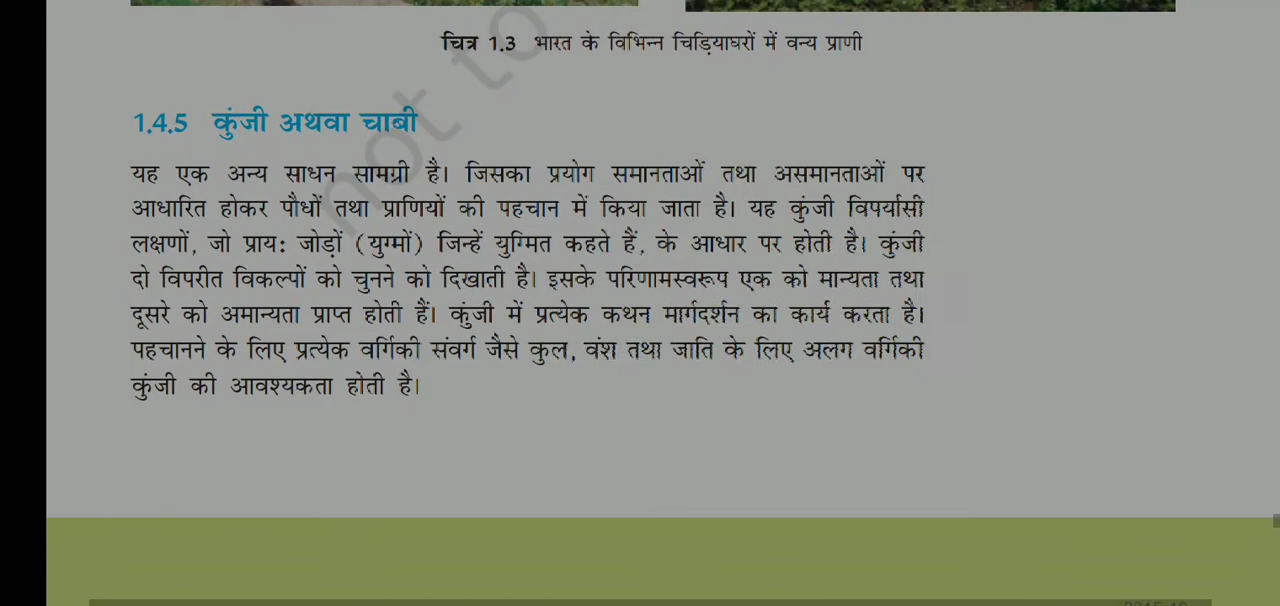 चित्र 1.3 भारत के विभिन्न चिड़ियाघरों में वन्य प्राणी
1.4.5 कुंजी अथवा चाबी
यह एक अन्य साधन सामग्री है। जिसका प्रयोग समानताओं तथा असमानताओं पर
आधारित होकर पौधों तथा प्राणियों की पहचान में किया जाता है। यह कुंजी विपर्यासी
लक्षणों, जो प्राय: जोड़ों (युग्मों) जिन्हें युग्मित कहते हैं, के आधार पर होती है। कुंजी
दो विपरीत विकल्पों को चुनने को दिखाती है। इसके परिणामस्वरूप एक को मान्यता तथा
दूसरे को अमान्यता प्राप्त होती हैं। कुंजी में प्रत्येक कथन मार्गदर्शन का कार्य करता है।
पहचानने के लिए प्रत्येक वर्गिकी संवर्ग जैसे कुल, वंश तथा जाति के लिए अलग वर्गिकी
कुंजी की आवश्यकता होती है।
not to